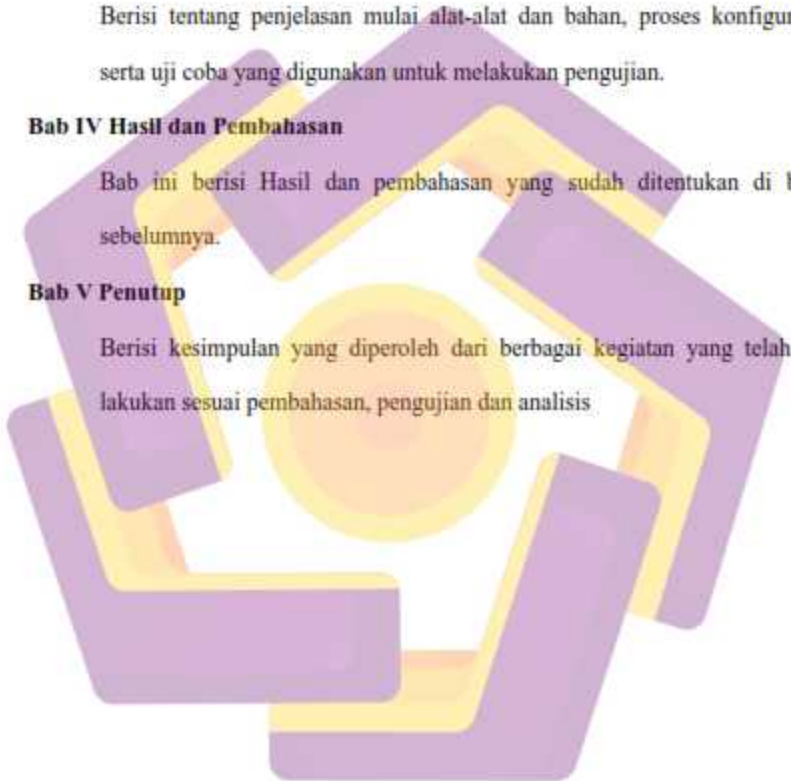 Berisi tentang penjelasan mulai alat-alat dan bahan, proses konfigur
serta uji coba yang digunakan untuk melakukan pengujian.
Bab IV Hasil dan Pembahasan
Bab ini berisi Hasil dan pembahasan yang sudah ditentukan di b
sebelumnya.
Bab V Penutup
Berisi kesimpulan yang diperoleh dari berbagai kegiatan yang telah
lakukan sesuai pembahasan, pengujian dan analisis